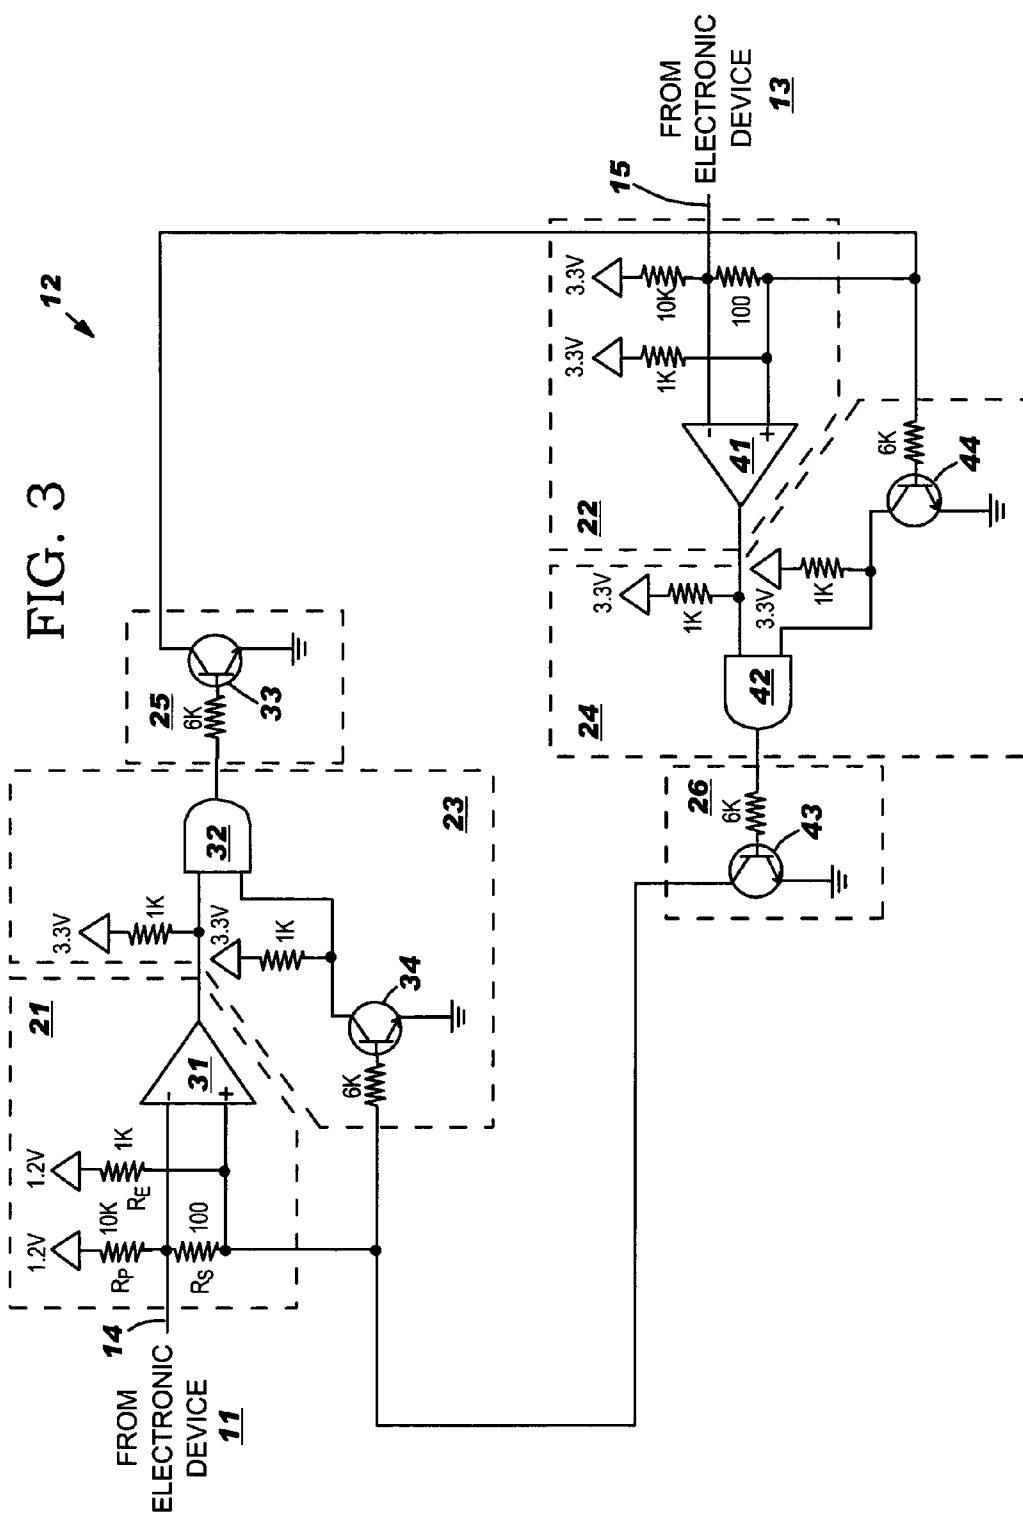 FIG. 3
12
FROM
ELECTRONIC
DEVICE
11
14
21
1.2V
1.2V
RP
10K
RE
1K
RS
100
31
-
+
3.3V
1K
3.3V
1K
32
23
6K
34
25
6K
33
FROM
ELECTRONIC
DEVICE
13
15
22
3.3V
3.3V
10K
1K
100
41
-
+
24
3.3V
1K
3.3V
1K
42
6K
44
26
6K
43